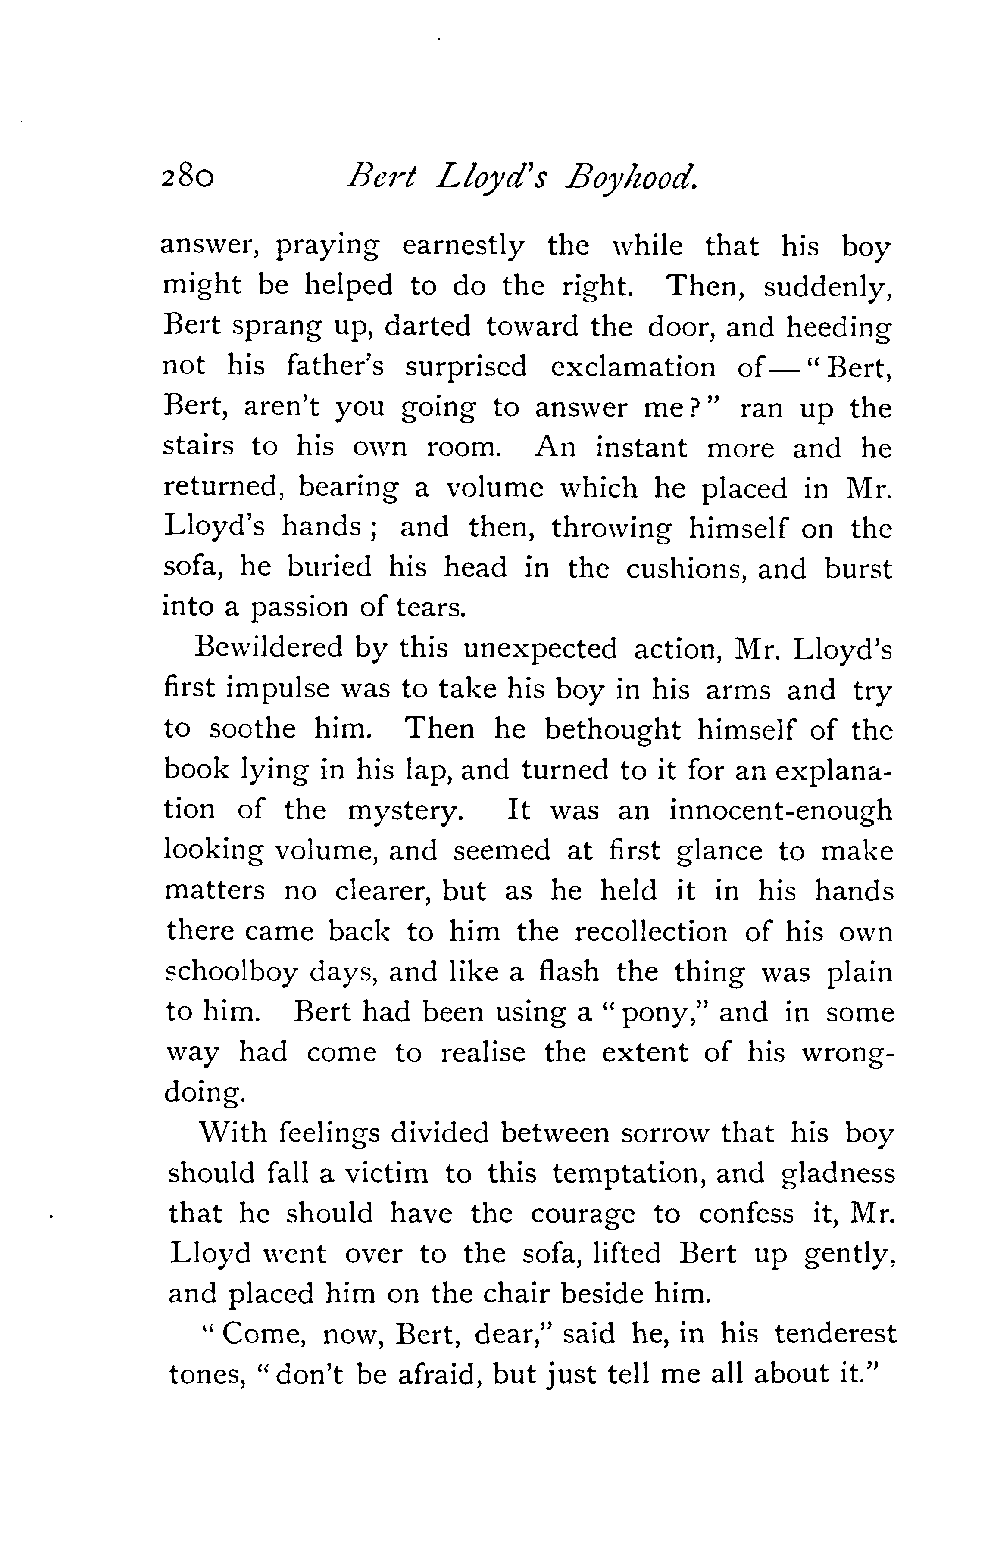 280 Bert Lloyd's Boyhood.
answer, praying earnestly the while that his boy
might be helped to do the right. Then, suddenly,
Bert sprang up, darted toward the door, and heeding
not his father's surprised exclamation of—“Bert,
Bert, aren't you going to answer me?” ran up the
stairs to his own room. An instant more and he
returned, bearing a volume which he placed in Mr.
Lloyd's hands; and then, throwing himself on the
sofa, he buried his head in the cushions, and burst
into a passion of tears.
Bewildered by this unexpected action, Mr. Lloyd's
first impulse was to take his boy in his arms and try
to soothe him. Then he bethought himself of the
book lying in his lap, and turned to it for an explana-
tion of the mystery. It was an innocent-enough
looking volume, and seemed at first glance to make
matters no clearer, but as he held it in his hands
there came back to him the recollection of his own
schoolboy days, and like a flash the thing was plain
to him. Bert had been using a “pony,” and in some
way had come to realise the extent of his wrong-
doing.
With feelings divided between sorrow that his boy
should fall a victim to this temptation, and gladness
that he should have the courage to confess it, Mr.
Lloyd went over to the sofa, lifted Bert up gently,
and placed him on the chair beside him.
“Come, now, Bert, dear,” said he, in his tenderest
tones, “don't be afraid, but just tell me all about it.”